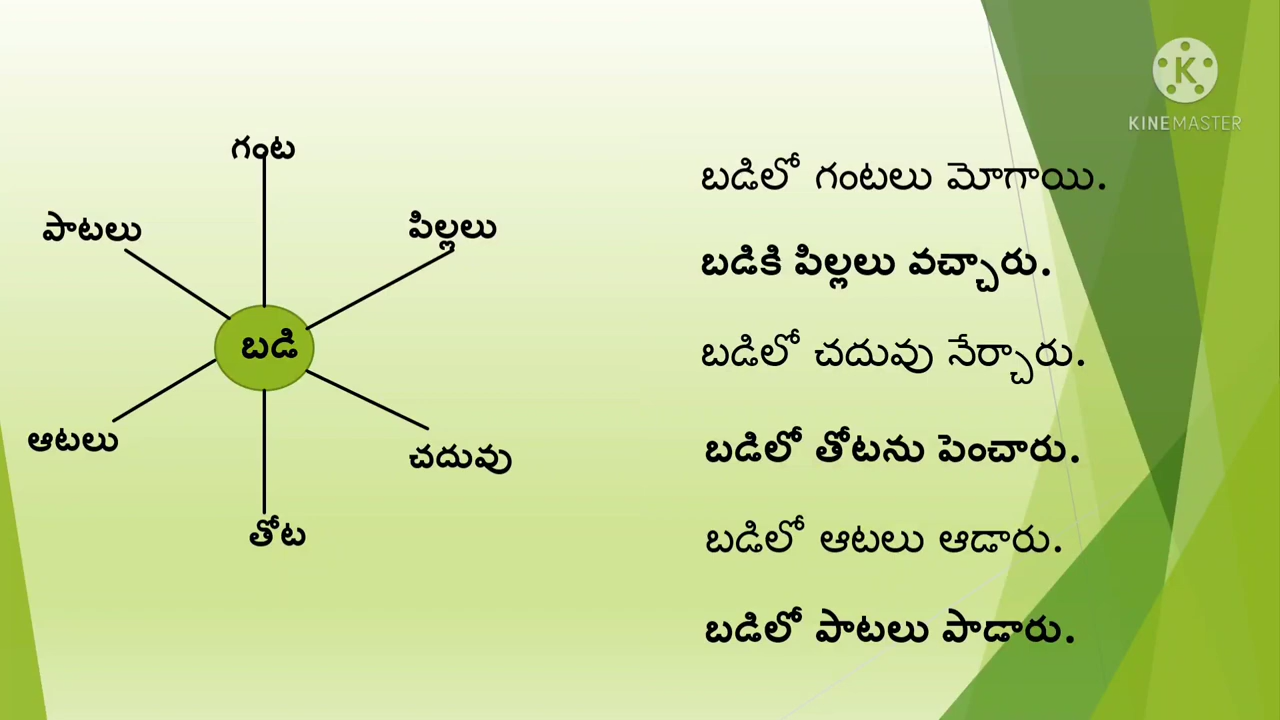 గంట
పాటలు
పిల్లలు
బడి
ఆటలు
చదువు
తోట
బడిలో గంటలు మోగాయి.
బడికి పిల్లలు వచ్చారు.
బడిలో చదువు నేర్చారు.
బడిలో తోటను పెంచారు.
బడిలో ఆటలు ఆడారు.
బడిలో పాటలు పాడారు.
K
KINEMASTER